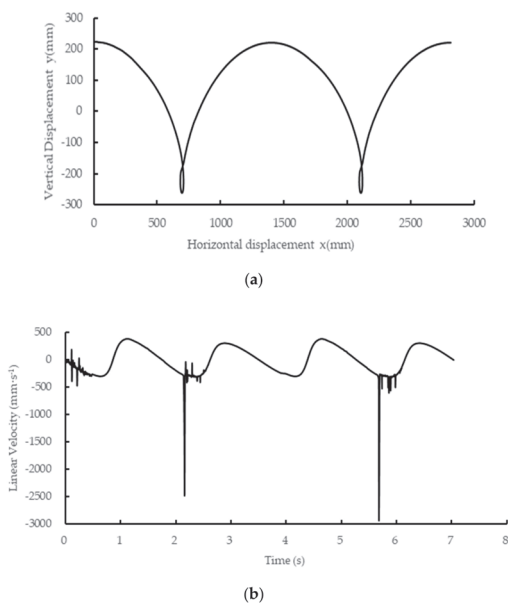 300
200
100
0
-100
-200
-300
Vertical Displacement y(mm)
0 500 1000 1500 2000 2500 3000
Horizontal displacement x(mm)
(a)
500
0
-500
-1000
-1500
-2000
-2500
-3000
Linear Velocity (mm·s-1)
0 1 2 3 4 5 6 7 8
Time (s)
(b)